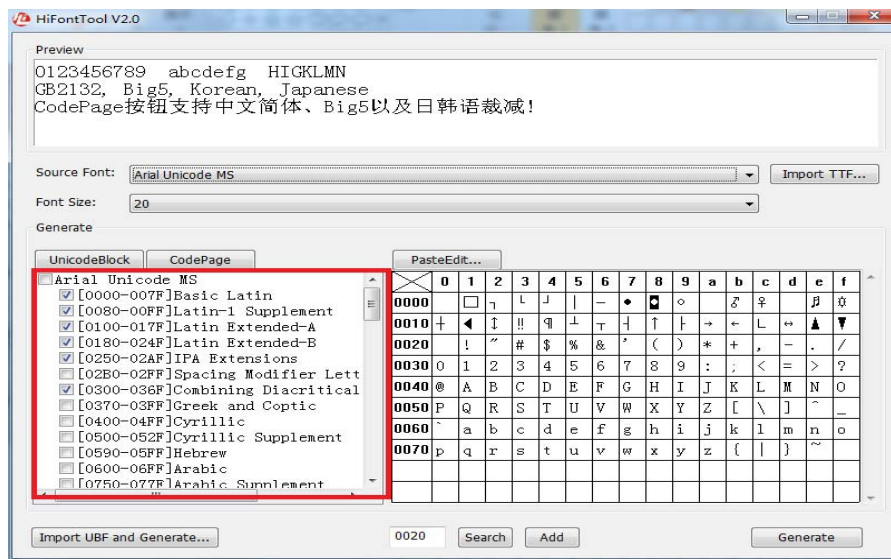 HiFontTool V2.0
Preview
0123456789 abcdefg HIGKLMN
GB2132, Big5, Korean, Japanese
CodePage按钮支持中文简体、Big5以及日韩语裁减!
Source Font:
Arial Unicode MS
Import TTF...
Font Size:
20
Generate
UnicodeBlock
CodePage
PasteEdit...
Arial Unicode MS
[0000-007F]Basic Latin
[0080-00FF]Latin-1 Supplement
[0100-017F]Latin Extended-A
[0180-024F]Latin Extended-B
[0250-02AF]IPA Extensions
[02B0-02FF]Spacing Modifier Lett
[0300-036F]Combining Diacritical
[0370-03FF]Greek and Coptic
[0400-04FF]Cyrillic
[0500-052F]Cyrillic Supplement
[0590-05FF]Hebrew
[0600-06FF]Arabic
[0750-077F]Arabic Supplement
0 1 2 3 4 5 6 7 8 9 a b c d e f
0000 □ ┐ └ ┘ │ ─ • ◘ ○ ♂ ♀ ♬ ☼
0010 ┼ ◄ ↕ ‼ ¶ ┴ ┬ ┤ ↑ ├ → ← ∟ ↔ ▲ ▼
0020 ! " # $ % & ' ( ) * + , - . /
0030 0 1 2 3 4 5 6 7 8 9 : ; < = > ?
0040 @ A B C D E F G H I J K L M N O
0050 P Q R S T U V W X Y Z [ \ ] ^ _
0060 ` a b c d e f g h i j k l m n o
0070 p q r s t u v w x y z { | } ~
Import UBF and Generate...
0020
Search
Add
Generate